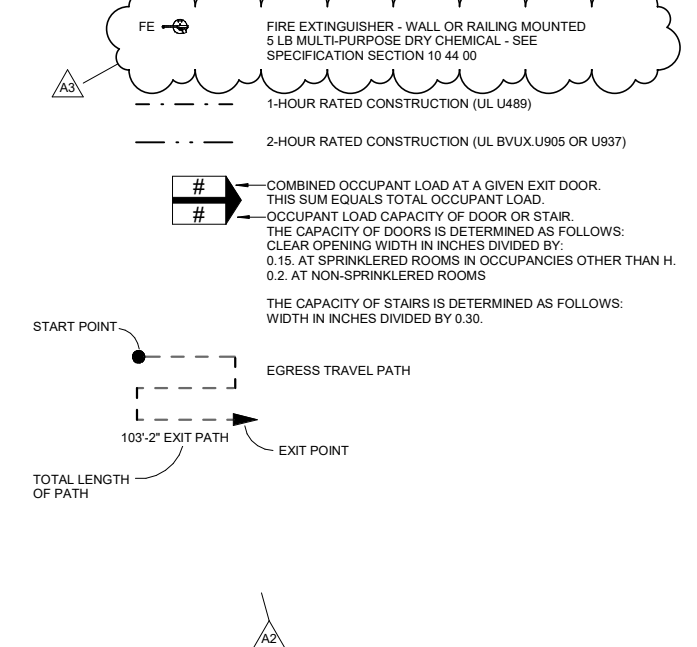 FE
FIRE EXTINGUISHER - WALL OR RAILING MOUNTED
5 LB MULTI-PURPOSE DRY CHEMICAL - SEE
SPECIFICATION SECTION 10 44 00
A3
1-HOUR RATED CONSTRUCTION (UL U489)
2-HOUR RATED CONSTRUCTION (UL BVUX.U905 OR U937)
#
#
COMBINED OCCUPANT LOAD AT A GIVEN EXIT DOOR.
THIS SUM EQUALS TOTAL OCCUPANT LOAD.
OCCUPANT LOAD CAPACITY OF DOOR OR STAIR.
THE CAPACITY OF DOORS IS DETERMINED AS FOLLOWS:
CLEAR OPENING WIDTH IN INCHES DIVIDED BY:
0.15. AT SPRINKLERED ROOMS IN OCCUPANCIES OTHER THAN H.
0.2. AT NON-SPRINKLERED ROOMS
THE CAPACITY OF STAIRS IS DETERMINED AS FOLLOWS:
WIDTH IN INCHES DIVIDED BY 0.30.
START POINT
EGRESS TRAVEL PATH
103'-2" EXIT PATH
EXIT POINT
TOTAL LENGTH
OF PATH
A2